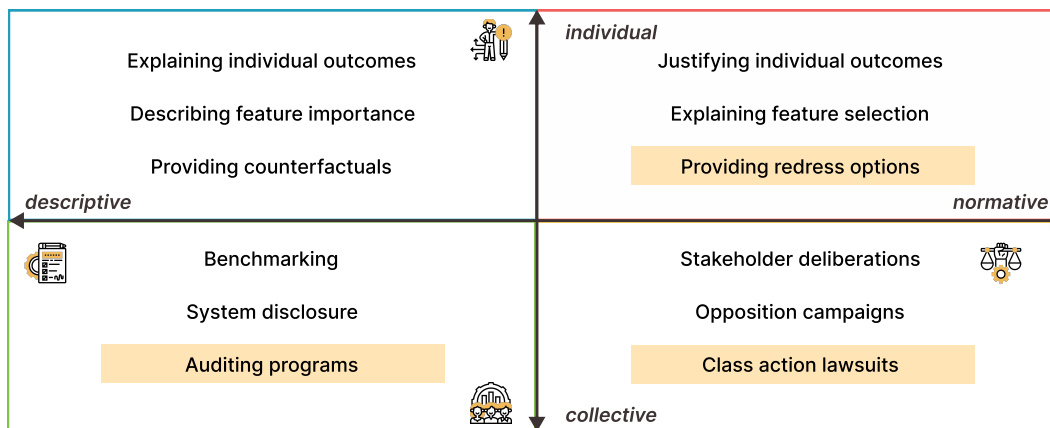 individual
Explaining individual outcomes
Describing feature importance
Providing counterfactuals
Justifying individual outcomes
Explaining feature selection
Providing redress options
descriptive
normative
Benchmarking
System disclosure
Auditing programs
Stakeholder deliberations
Opposition campaigns
Class action lawsuits
collective